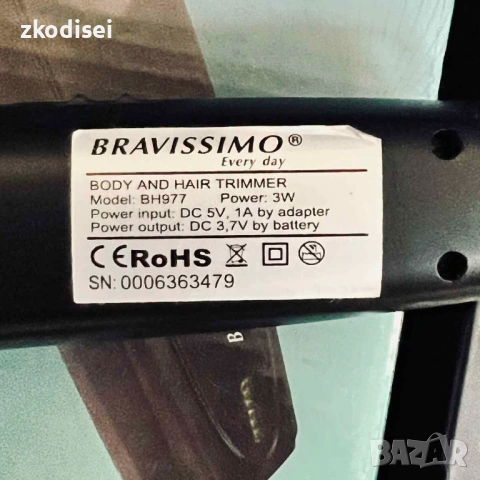 zkodisei
BRAVISSIMO®
Every day
BODY AND HAIR TRIMMER
Model: BH977 Power: 3W
Power input: DC 5V, 1A by adapter
Power output: DC 3,7V by battery
CE RoHS
SN: 0006363479
B
BAZAR